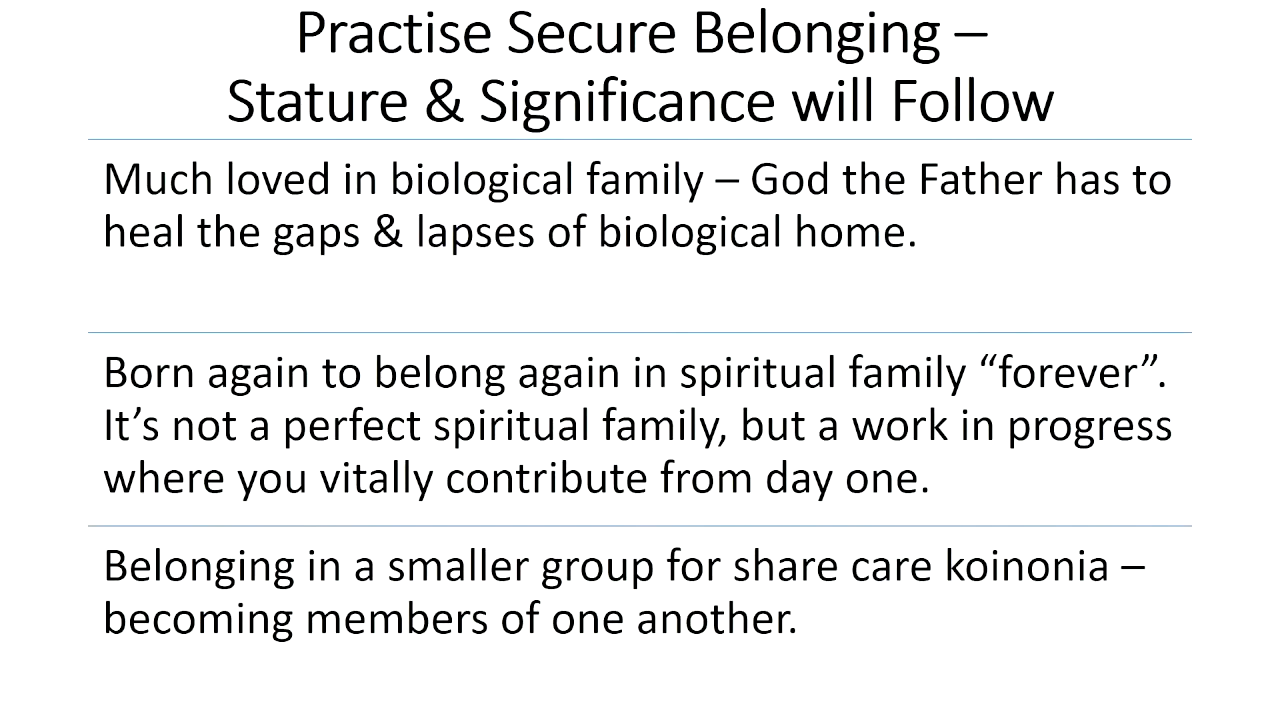 Practise Secure Belonging –
Stature & Significance will Follow
Much loved in biological family – God the Father has to
heal the gaps & lapses of biological home.
Born again to belong again in spiritual family “forever”.
It’s not a perfect spiritual family, but a work in progress
where you vitally contribute from day one.
Belonging in a smaller group for share care koinonia –
becoming members of one another.